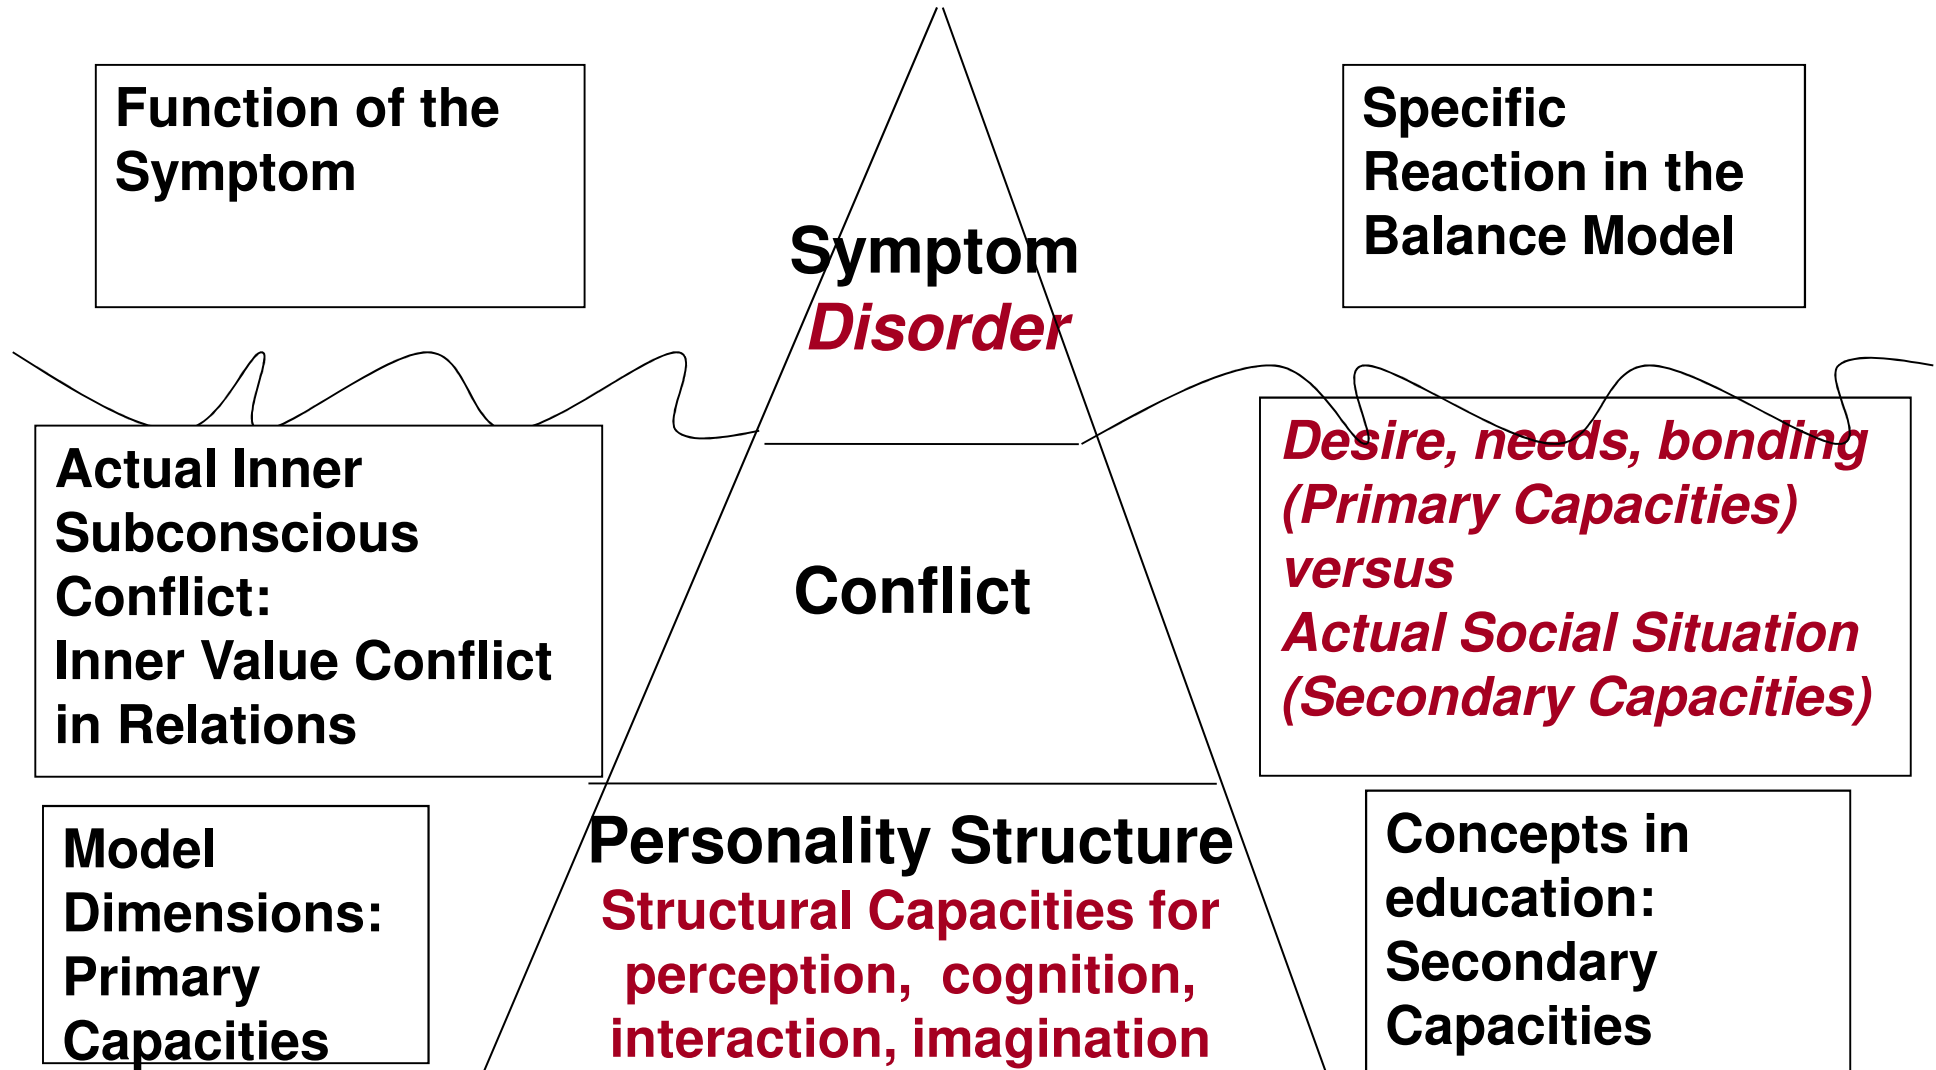 Function of the
Symptom
Specific
Reaction in the
Balance Model
Symptom
Disorder
Actual Inner
Subconscious
Conflict:
Inner Value Conflict
in Relations
Conflict
Desire, needs, bonding
(Primary Capacities)
versus
Actual Social Situation
(Secondary Capacities)
Model
Dimensions:
Primary
Capacities
Personality Structure
Structural Capacities for
perception, cognition,
interaction, imagination
Concepts in
education:
Secondary
Capacities